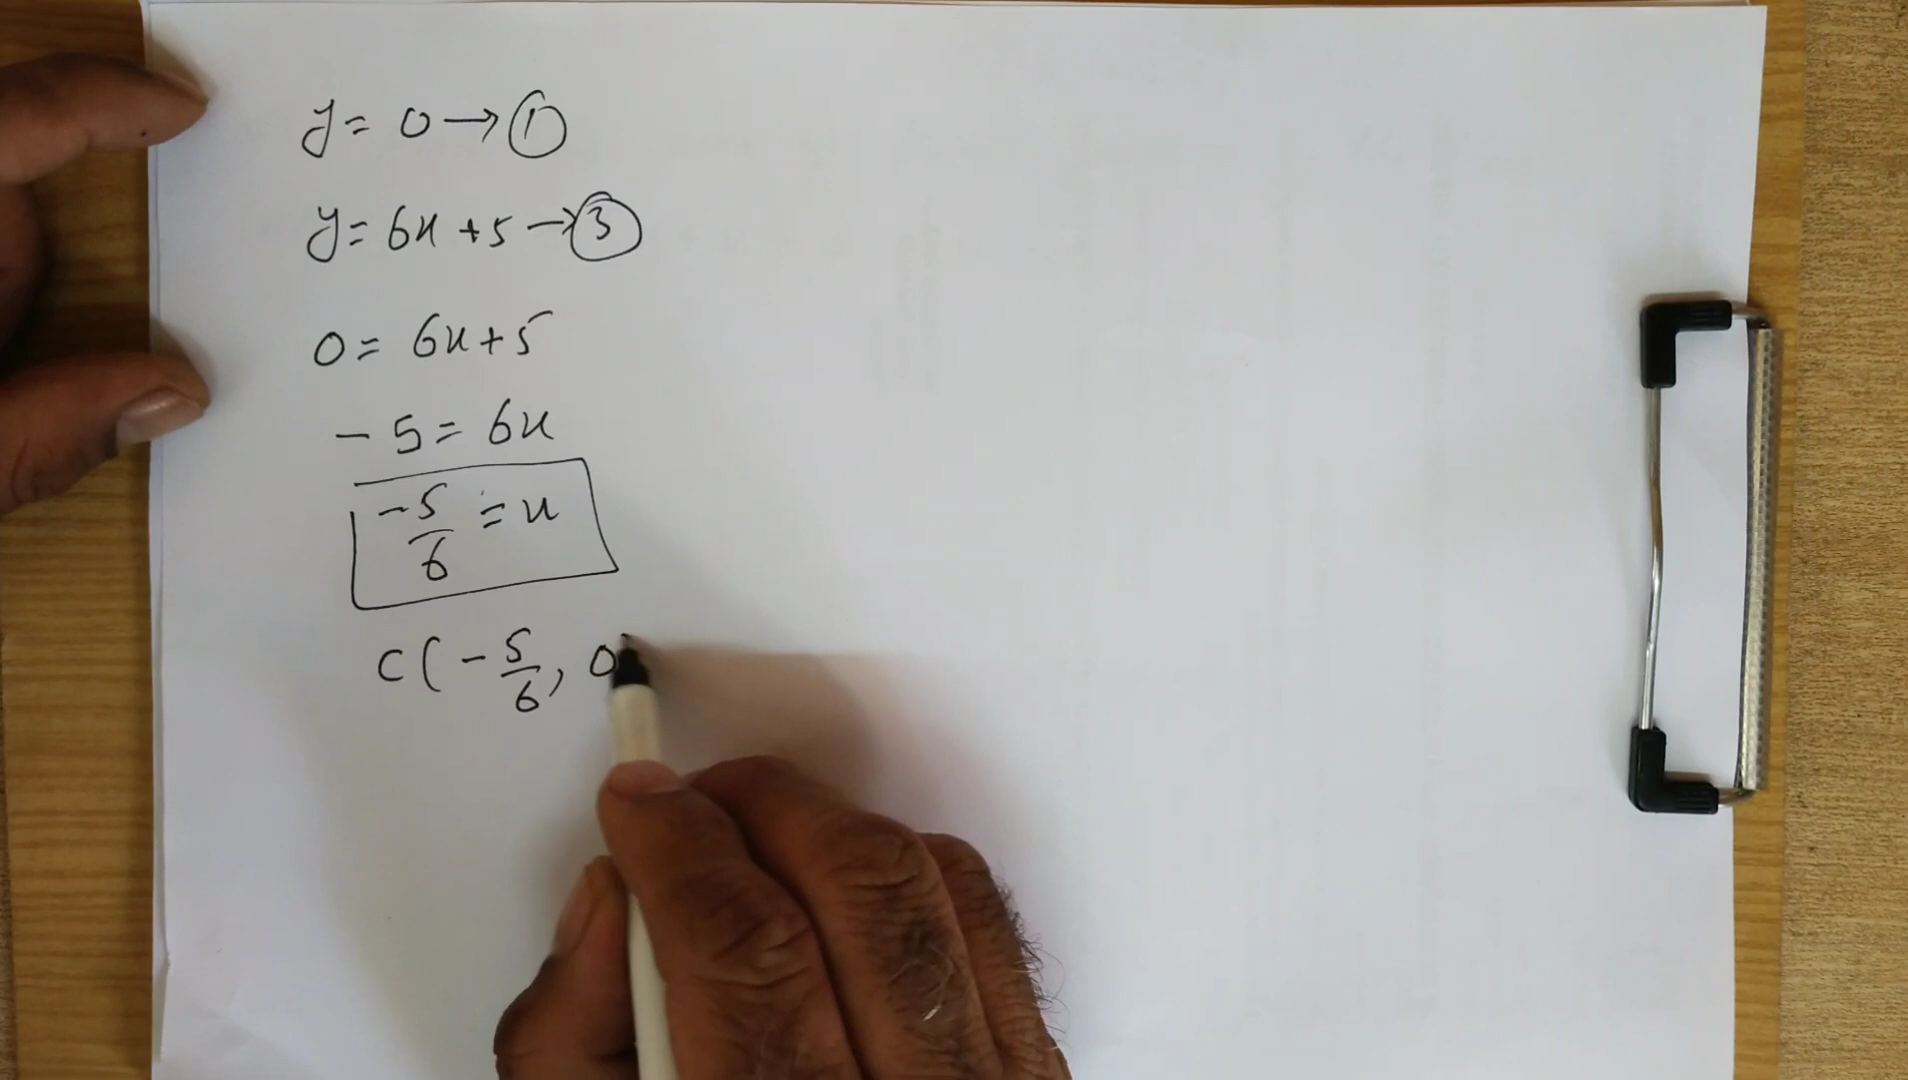 y = 0 → ①
y = 6x + 5 → ③
0 = 6x + 5
- 5 = 6x
-5/6 = x
C ( - 5/6 , 0